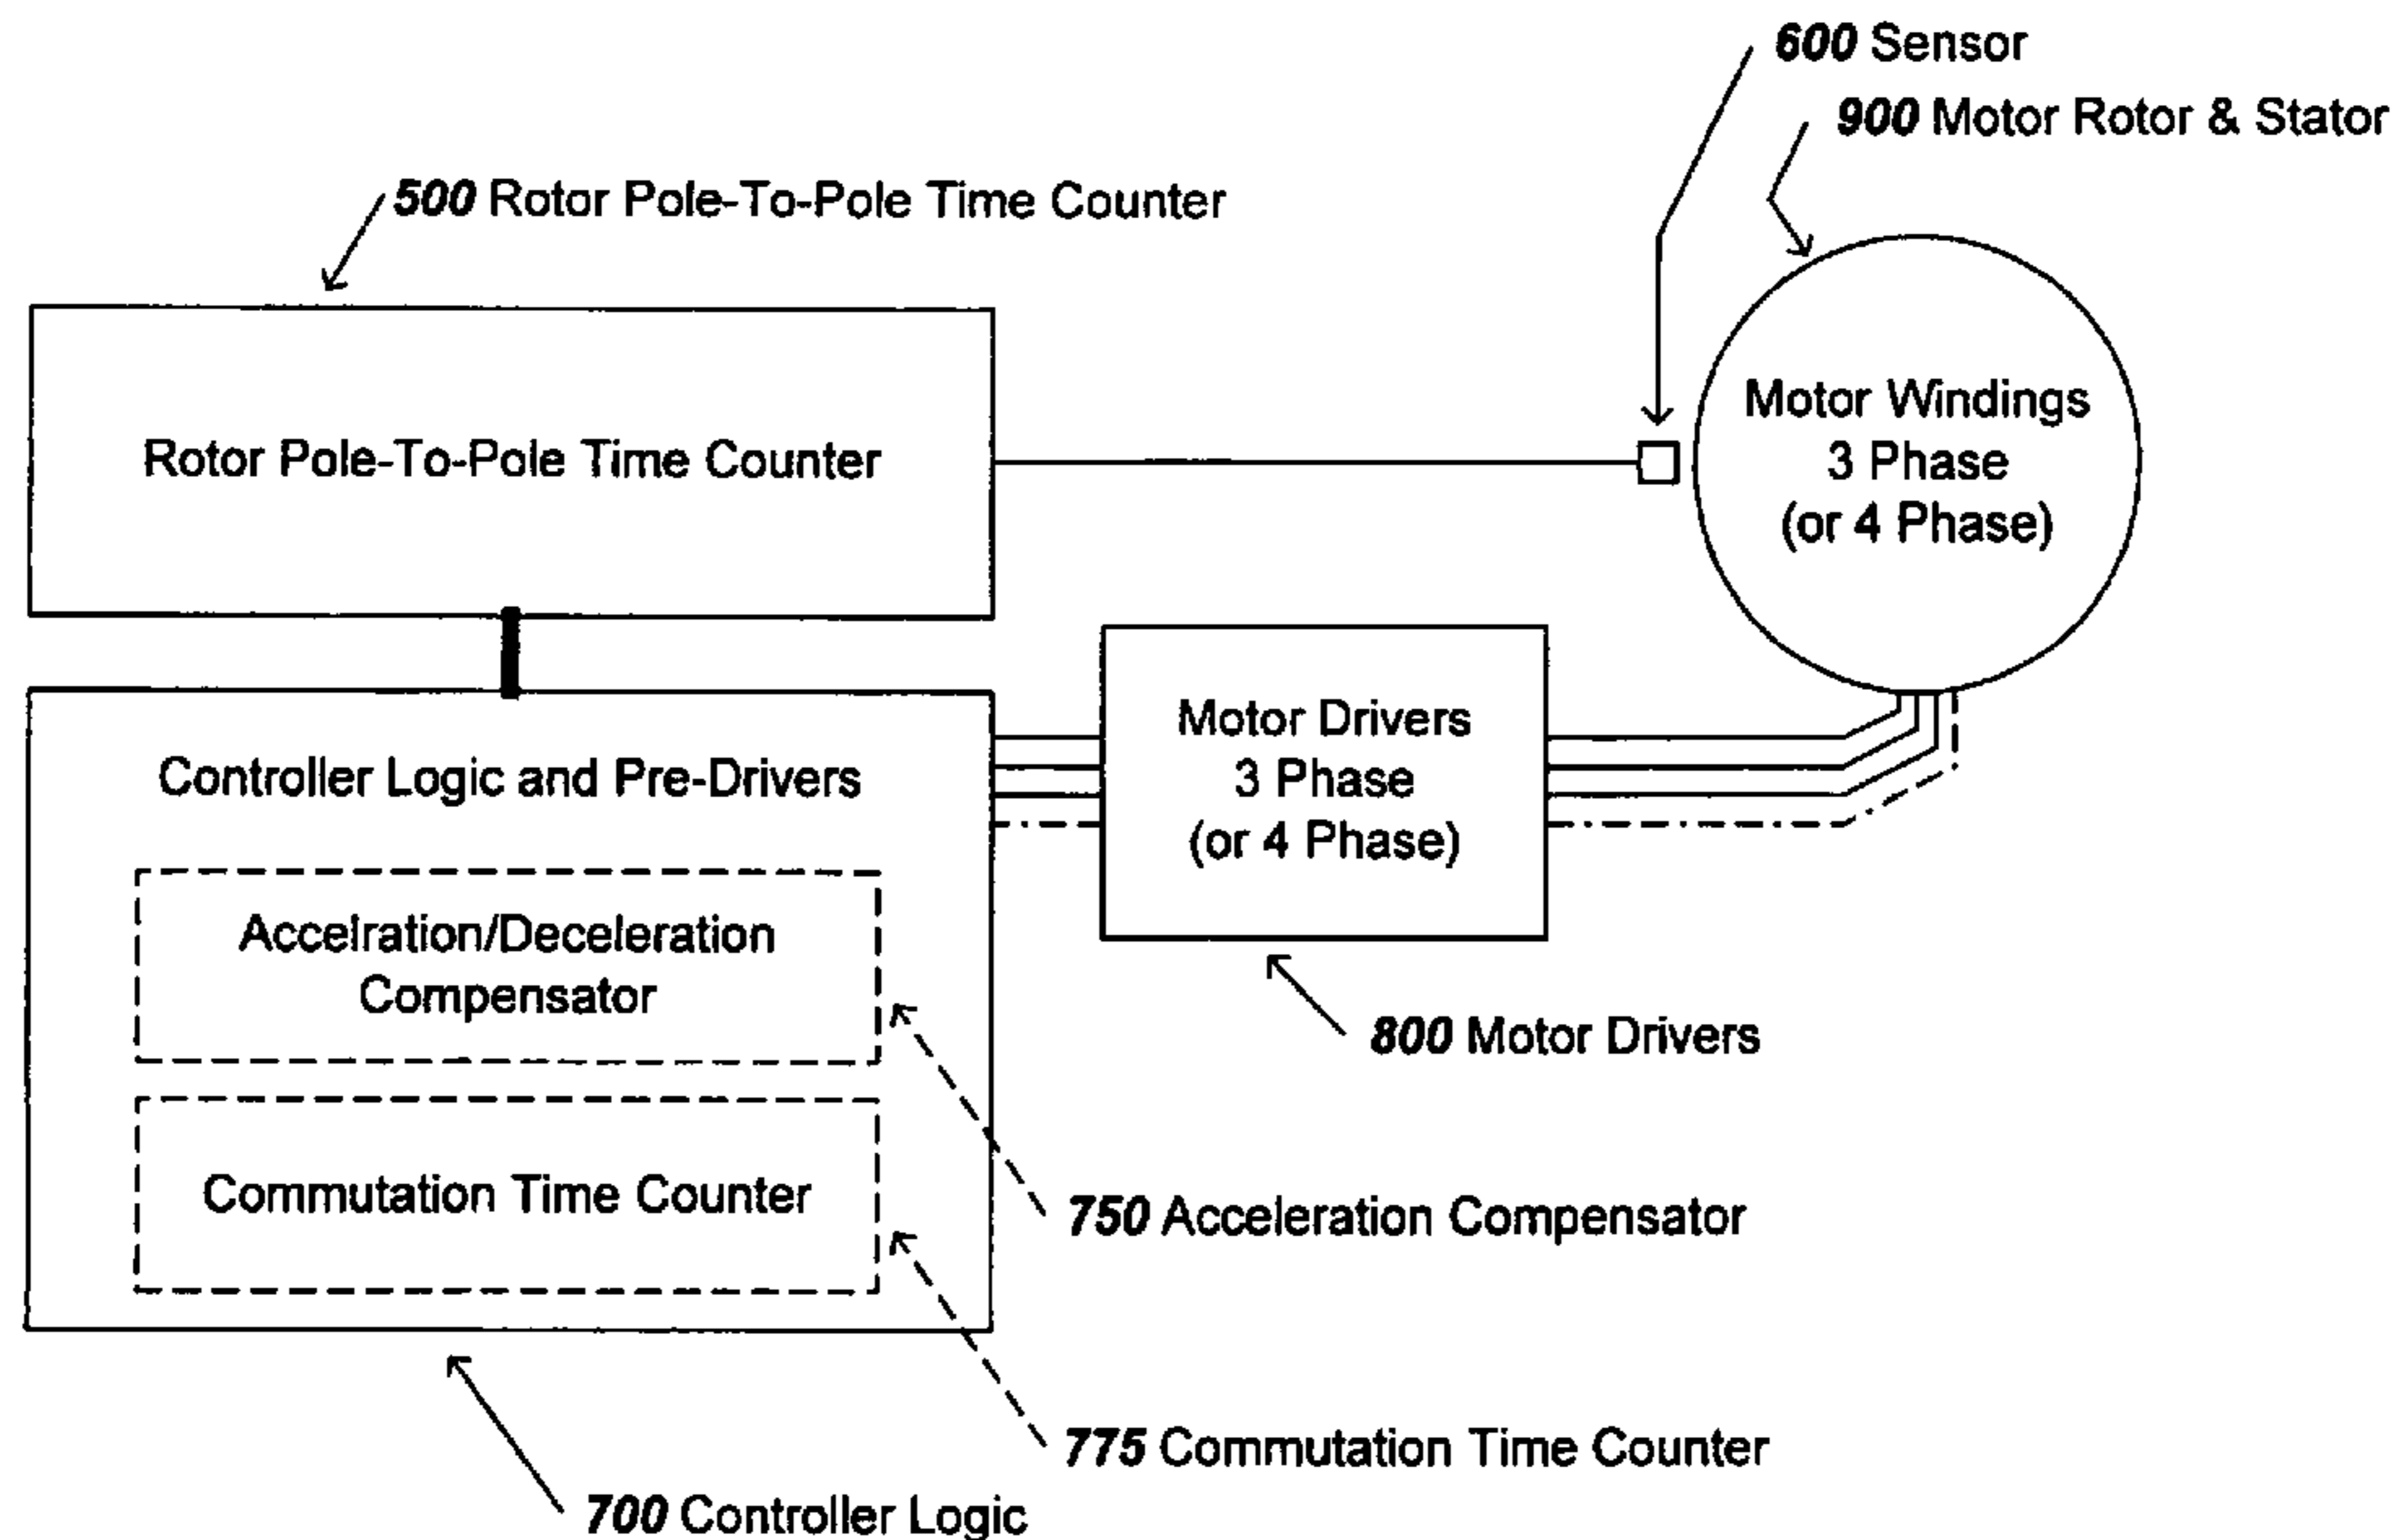 600 Sensor
900 Motor Rotor & Stator
500 Rotor Pole-To-Pole Time Counter
Rotor Pole-To-Pole Time Counter
Motor Windings
3 Phase
(or 4 Phase)
Controller Logic and Pre-Drivers
Motor Drivers
3 Phase
(or 4 Phase)
Accelration/Deceleration
Compensator
800 Motor Drivers
Commutation Time Counter
750 Acceleration Compensator
775 Commutation Time Counter
700 Controller Logic